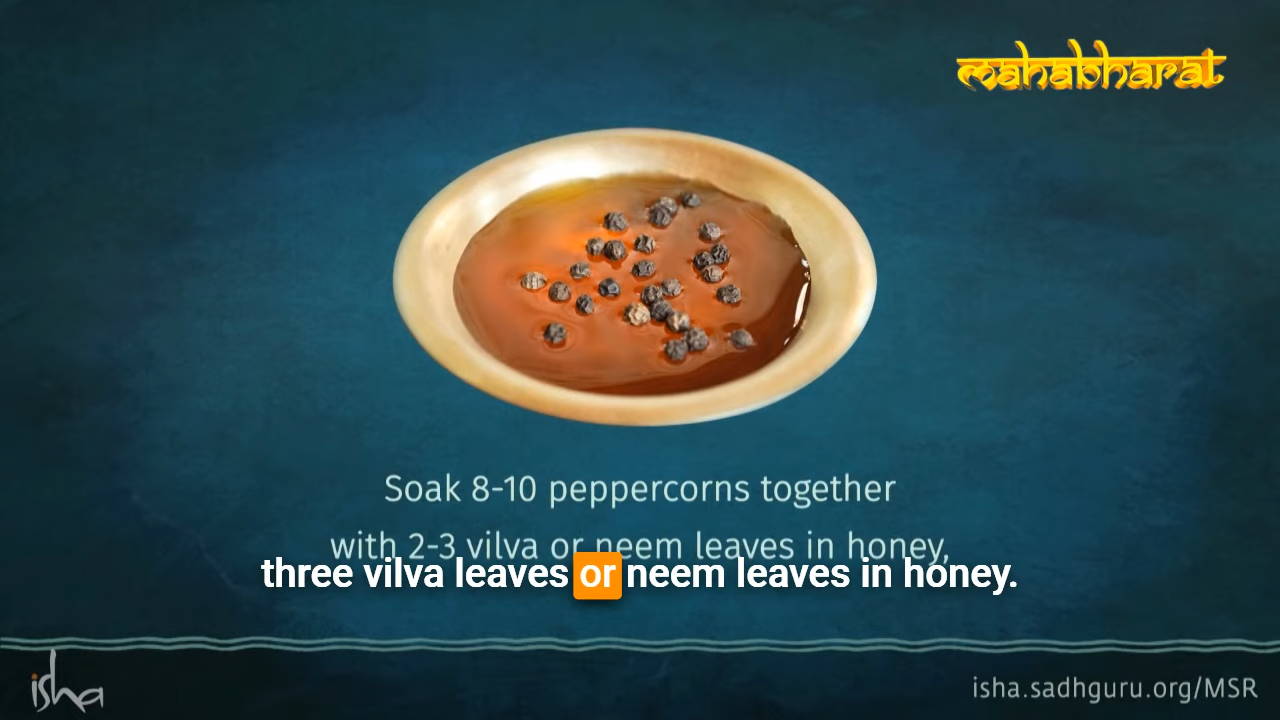 mahabharat
Soak 8-10 peppercorns together
with 2-3 vilva or neem leaves in honey,
three vilva leaves or neem leaves in honey.
isha
isha.sadhguru.org/MSR